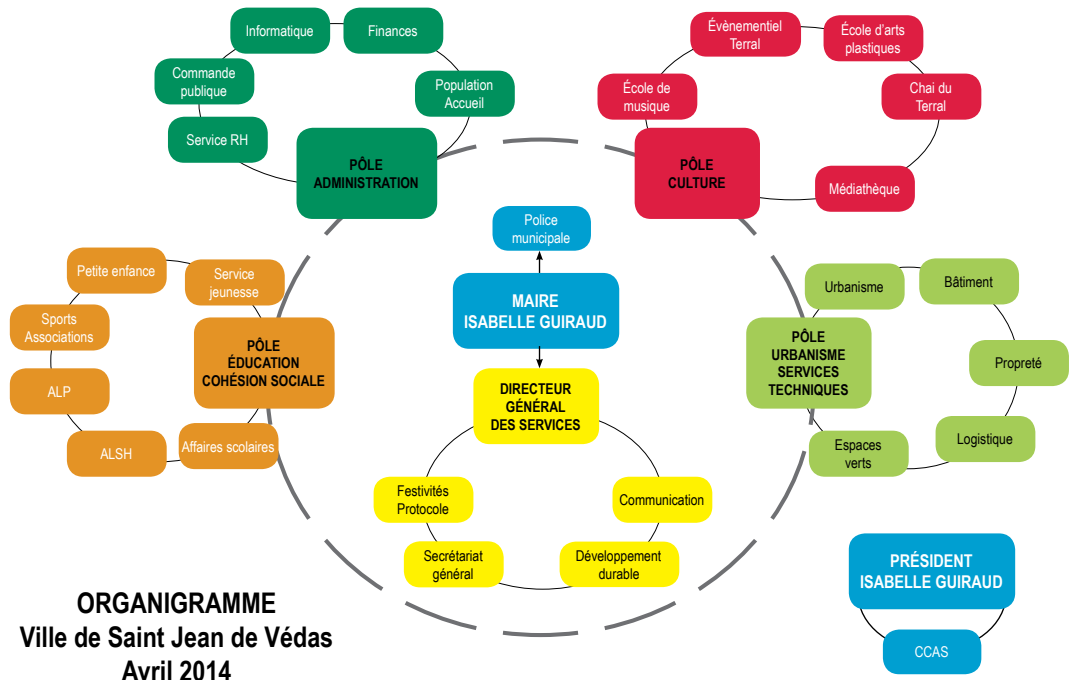 Informatique
Finances
Commande
publique
Population
Accueil
Service RH
PÔLE
ADMINISTRATION
Évènementiel
Terral
École d'arts
plastiques
École de
musique
Chai du
Terral
PÔLE
CULTURE
Médiathèque
Police
municipale
MAIRE
ISABELLE GUIRAUD
Petite enfance
Service
jeunesse
Sports
Associations
PÔLE
ÉDUCATION
COHÉSION SOCIALE
ALP
ALSH
Affaires scolaires
DIRECTEUR
GÉNÉRAL
DES SERVICES
Festivités
Protocole
Communication
Secrétariat
général
Développement
durable
Urbanisme
Bâtiment
PÔLE
URBANISME
SERVICES
TECHNIQUES
Propreté
Espaces
verts
Logistique
PRÉSIDENT
ISABELLE GUIRAUD
CCAS
ORGANIGRAMME
Ville de Saint Jean de Védas
Avril 2014